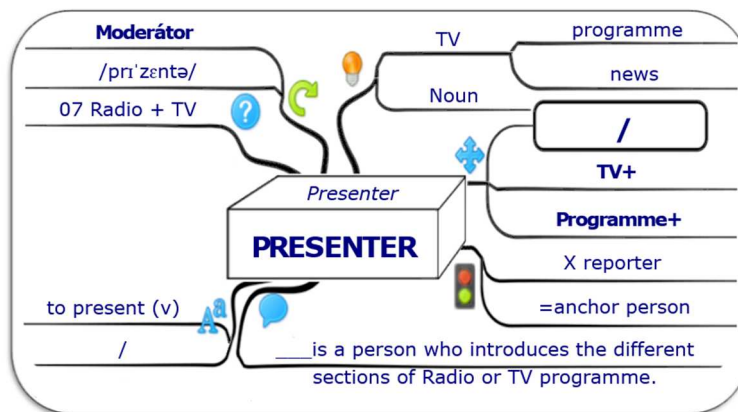 Moderátor
/prɪˈzɛntə/
07 Radio + TV
TV
programme
news
Noun
/
TV+
Programme+
Presenter
PRESENTER
X reporter
=anchor person
to present (v)
/
Aa
___is a person who introduces the different
sections of Radio or TV programme.